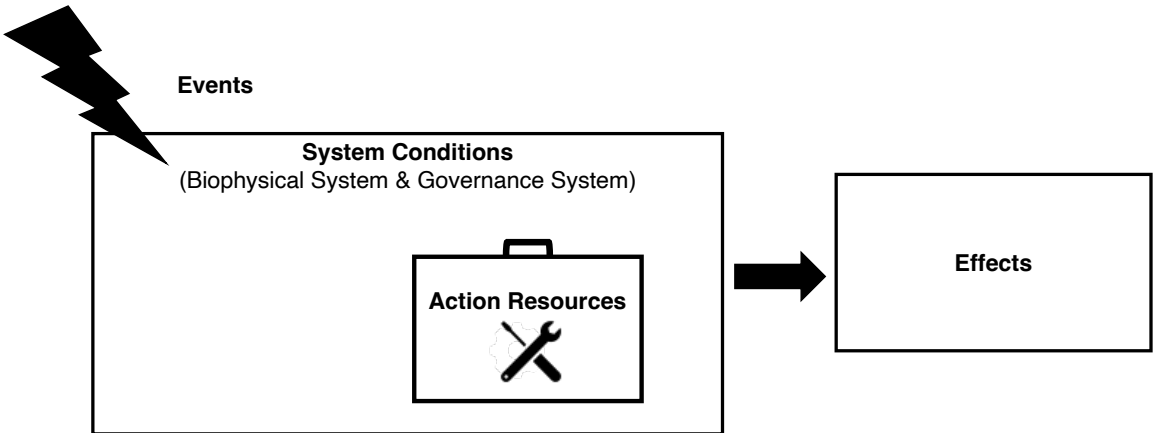 Events
System Conditions
(Biophysical System & Governance System)
Action Resources
Effects